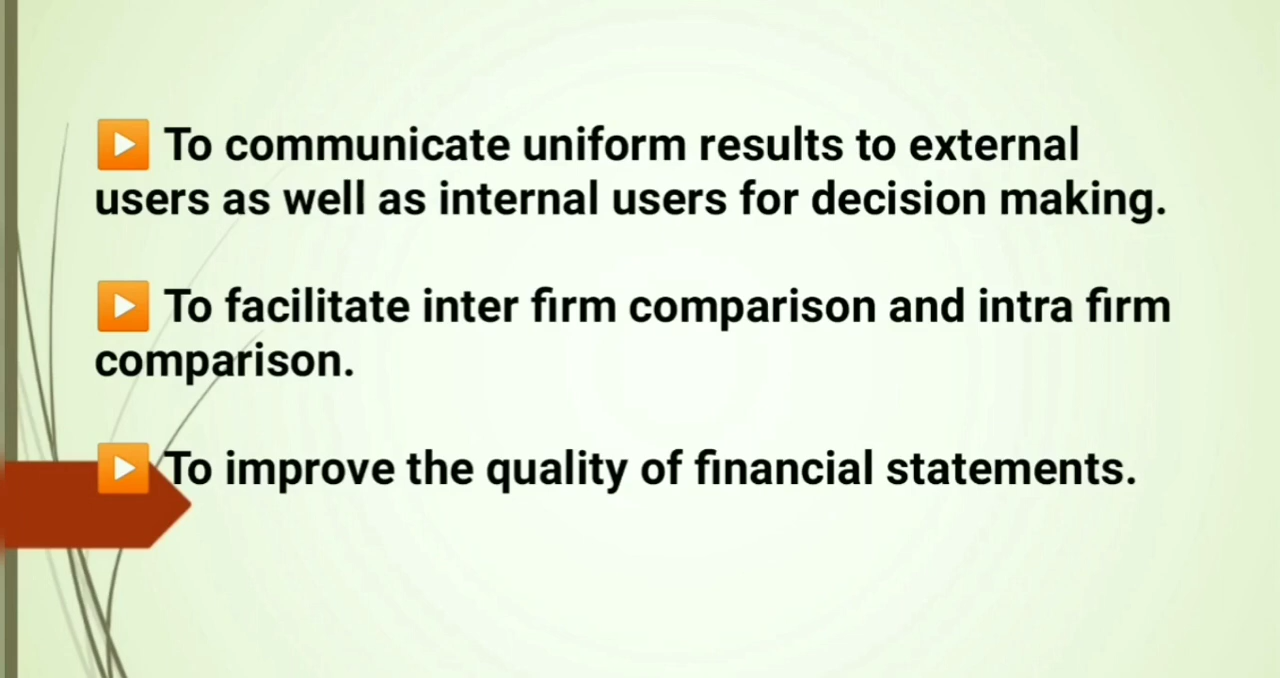 ▶️ To communicate uniform results to external
users as well as internal users for decision making.
▶️ To facilitate inter firm comparison and intra firm
comparison.
▶️ To improve the quality of financial statements.